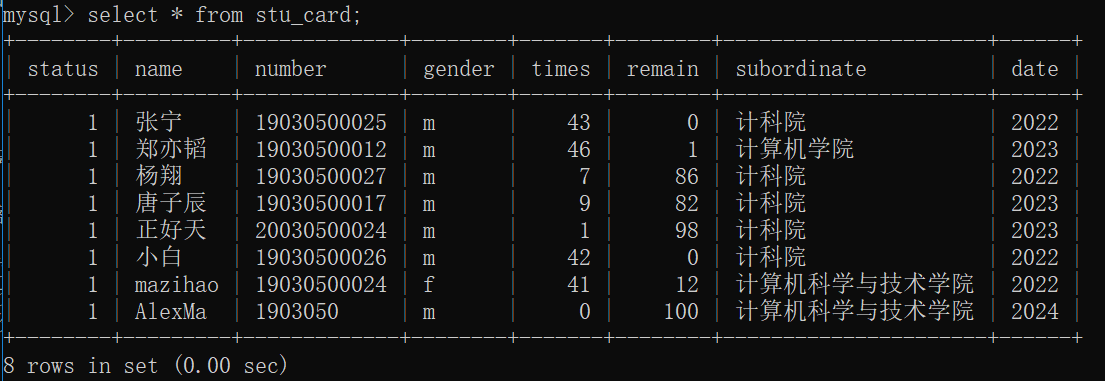 mysql> select * from stu_card;
+--------+---------+-------------+--------+-------+--------+----------------------+------+
| status | name | number | gender | times | remain | subordinate | date |
+--------+---------+-------------+--------+-------+--------+----------------------+------+
| 1 | 张宁 | 19030500025 | m | 43 | 0 | 计科院 | 2022 |
| 1 | 郑亦韬 | 19030500012 | m | 46 | 1 | 计算机学院 | 2023 |
| 1 | 杨翔 | 19030500027 | m | 7 | 86 | 计科院 | 2022 |
| 1 | 唐子辰 | 19030500017 | m | 9 | 82 | 计科院 | 2023 |
| 1 | 正好天 | 20030500024 | m | 1 | 98 | 计科院 | 2023 |
| 1 | 小白 | 19030500026 | m | 42 | 0 | 计科院 | 2022 |
| 1 | mazihao | 19030500024 | f | 41 | 12 | 计算机科学与技术学院 | 2022 |
| 1 | AlexMa | 1903050 | m | 0 | 100 | 计算机科学与技术学院 | 2024 |
+--------+---------+-------------+--------+-------+--------+----------------------+------+
8 rows in set (0.00 sec)